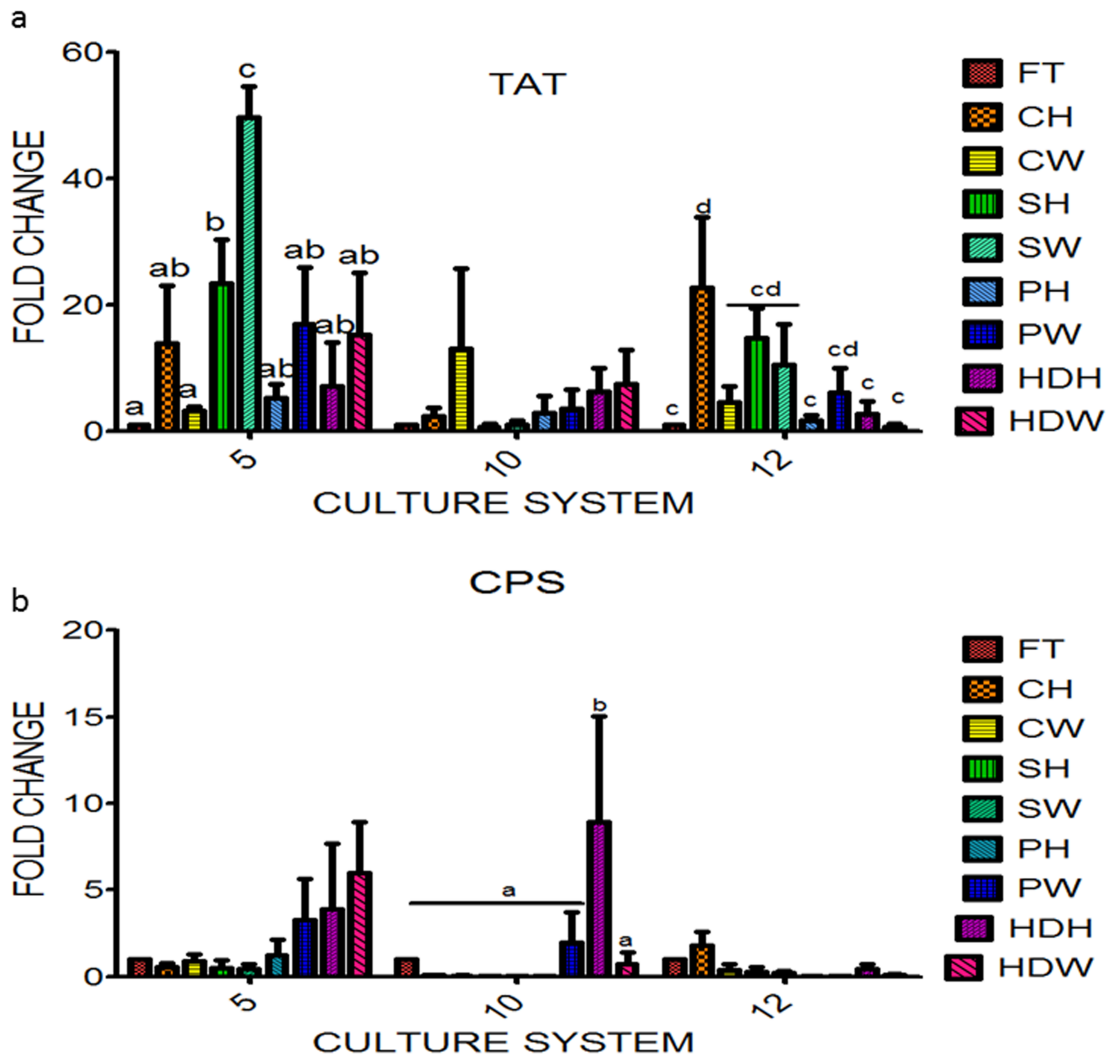 a
TAT
FOLD CHANGE
60
40
20
0
a
ab
a
b
c
ab
ab
ab
ab
c
d
cd
c
cd
c
c
5
10
12
CULTURE SYSTEM
FT
CH
CW
SH
SW
PH
PW
HDH
HDW
b
CPS
FOLD CHANGE
20
15
10
5
0
a
b
a
5
10
12
CULTURE SYSTEM
FT
CH
CW
SH
SW
PH
PW
HDH
HDW